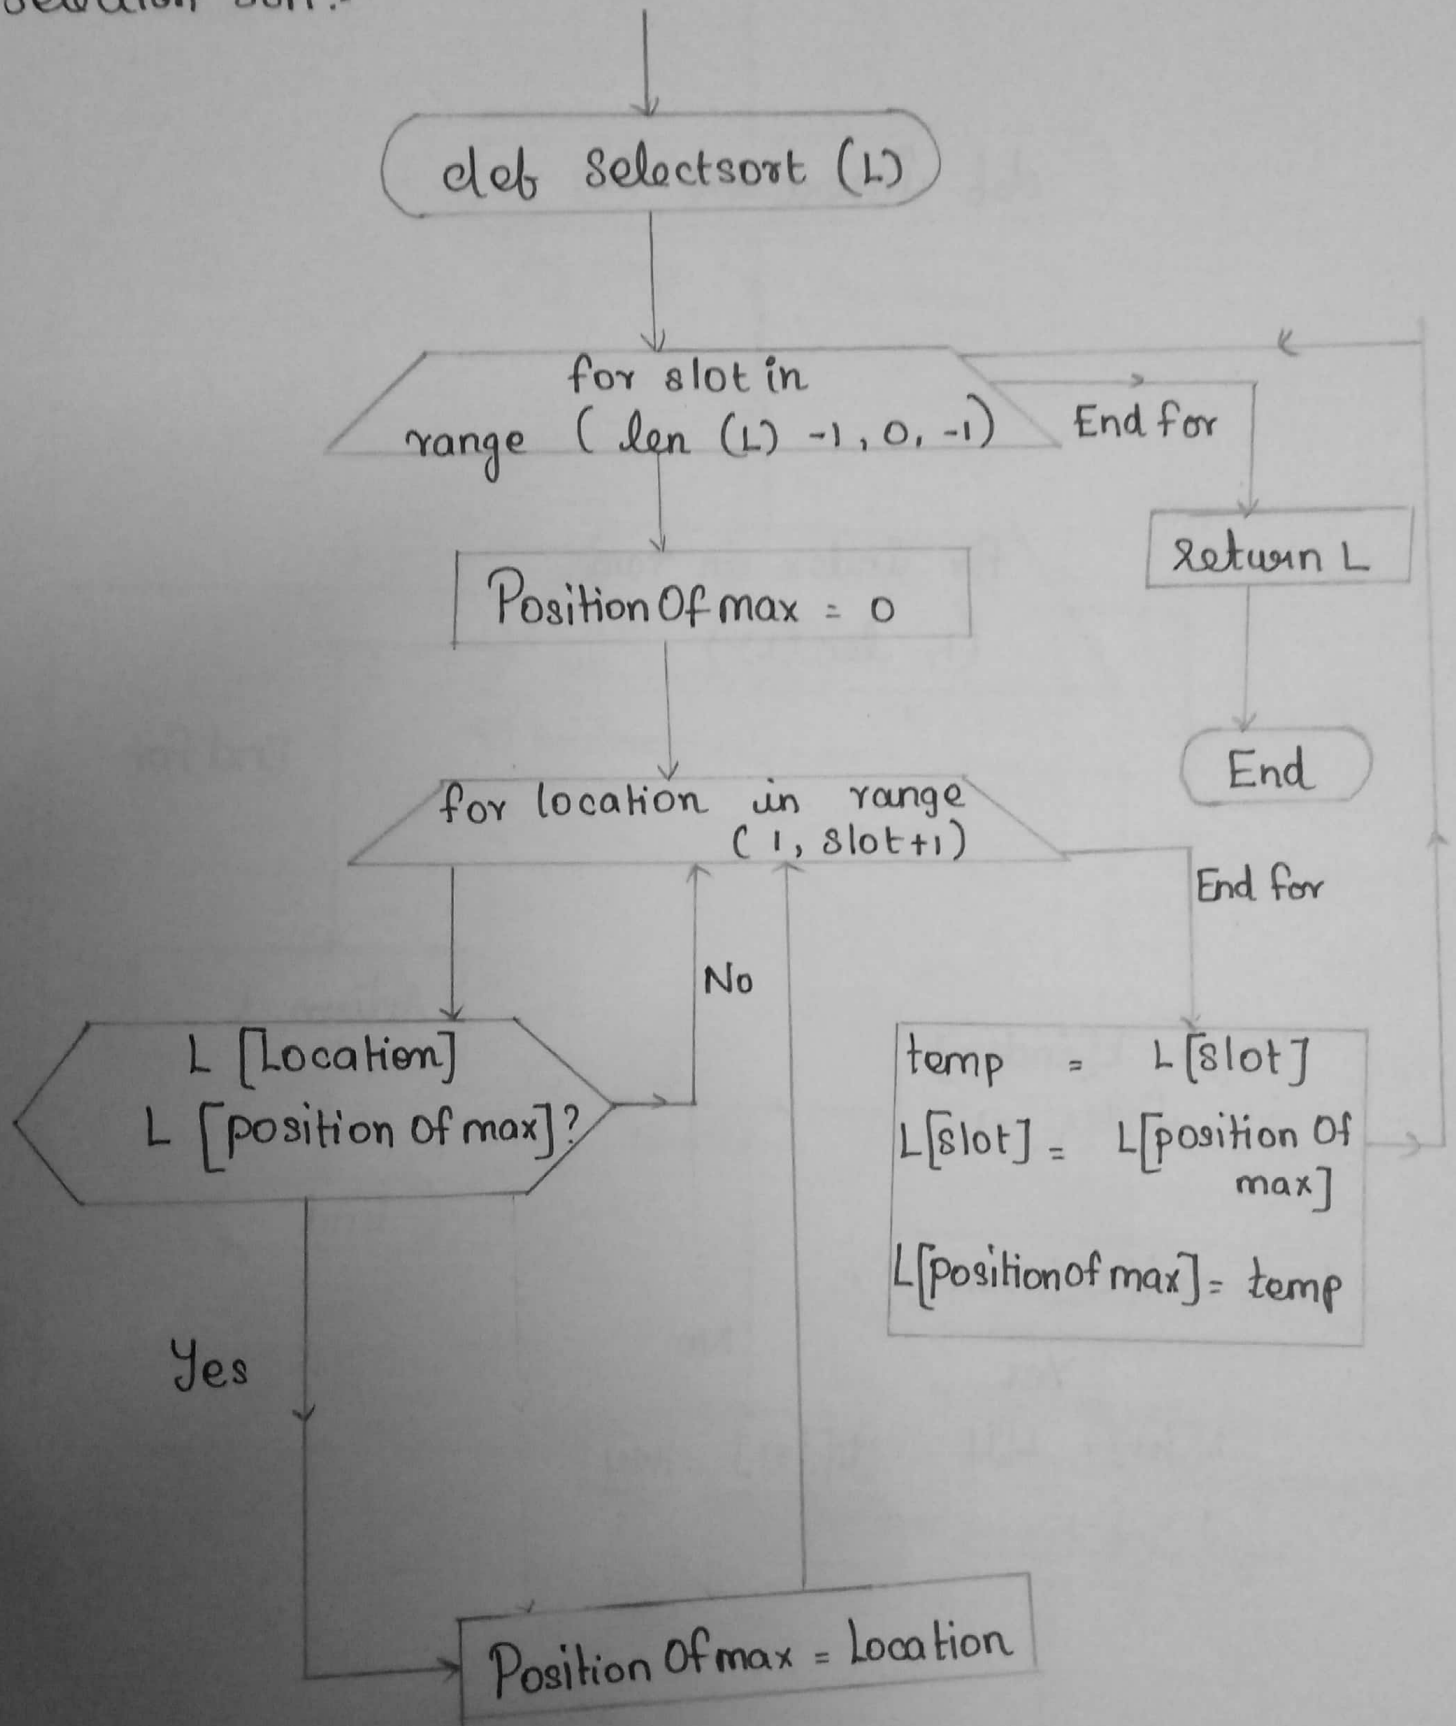 def Selectsort (L)
for slot in
range ( len (L) -1, 0, -1)
End for
return L
Position Of max = 0
End
for location in range
( 1, slot+1)
End for
No
L [Location]
L [position Of max]?
temp = L[slot]
L[slot] = L[position Of
max]
L[position of max] = temp
Yes
Position Of max = Location